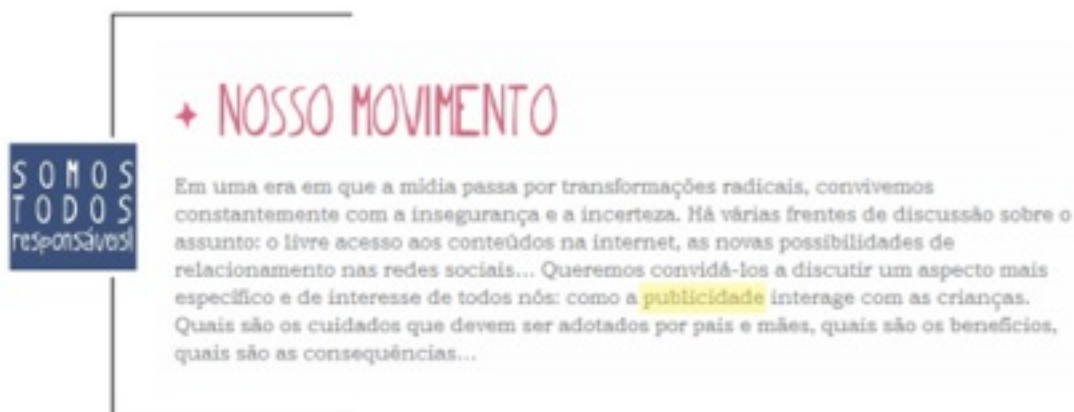 NOSSO MOVIMENTO
SOMOS
TODOS
responsáveis!
Em uma era em que a mídia passa por transformações radicais, convivemos
constantemente com a insegurança e a incerteza. Há várias frentes de discussão sobre o
assunto: o livre acesso aos conteúdos na internet, as novas possibilidades de
relacionamento nas redes sociais... Queremos convidá-los a discutir um aspecto mais
específico e de interesse de todos nós: como a publicidade interage com as crianças.
Quais são os cuidados que devem ser adotados por pais e mães, quais são os benefícios,
quais são as consequências...